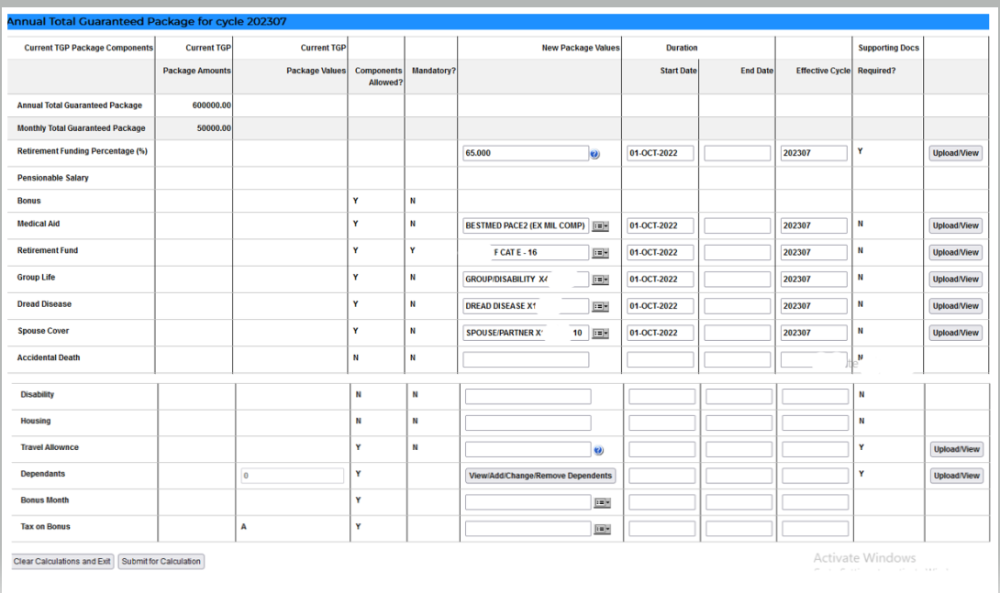 Annual Total Guaranteed Package for cycle 202307
Current TGP Package Components Current TGP Current TGP New Package Values Duration Supporting Docs
Package Amounts Package Values Components Allowed? Mandatory? Start Date End Date Effective Cycle Required?
Annual Total Guaranteed Package 600000.00
Monthly Total Guaranteed Package 50000.00
Retirement Funding Percentage (%) 65.000 01-OCT-2022 202307 Y Upload/View
Pensionable Salary
Bonus Y N
Medical Aid Y N BESTMED PACE2 (EX MIL COMP) 01-OCT-2022 202307 N Upload/View
Retirement Fund Y Y F CAT E - 16 01-OCT-2022 202307 N Upload/View
Group Life Y N GROUP/DISABILITY 01-OCT-2022 202307 N Upload/View
Dread Disease Y N DREAD DISEASE 01-OCT-2022 202307 N Upload/View
Spouse Cover Y N SPOUSE/PARTNER 10 01-OCT-2022 202307 N Upload/View
Accidental Death N N N
Disability N N N
Housing N N N
Travel Allownce Y N Y Upload/View
Dependants 0 Y View/Add/Change/Remove Dependents Y Upload/View
Bonus Month Y
Tax on Bonus A Y
Clear Calculations and Exit Submit for Calculation
Activate Windows